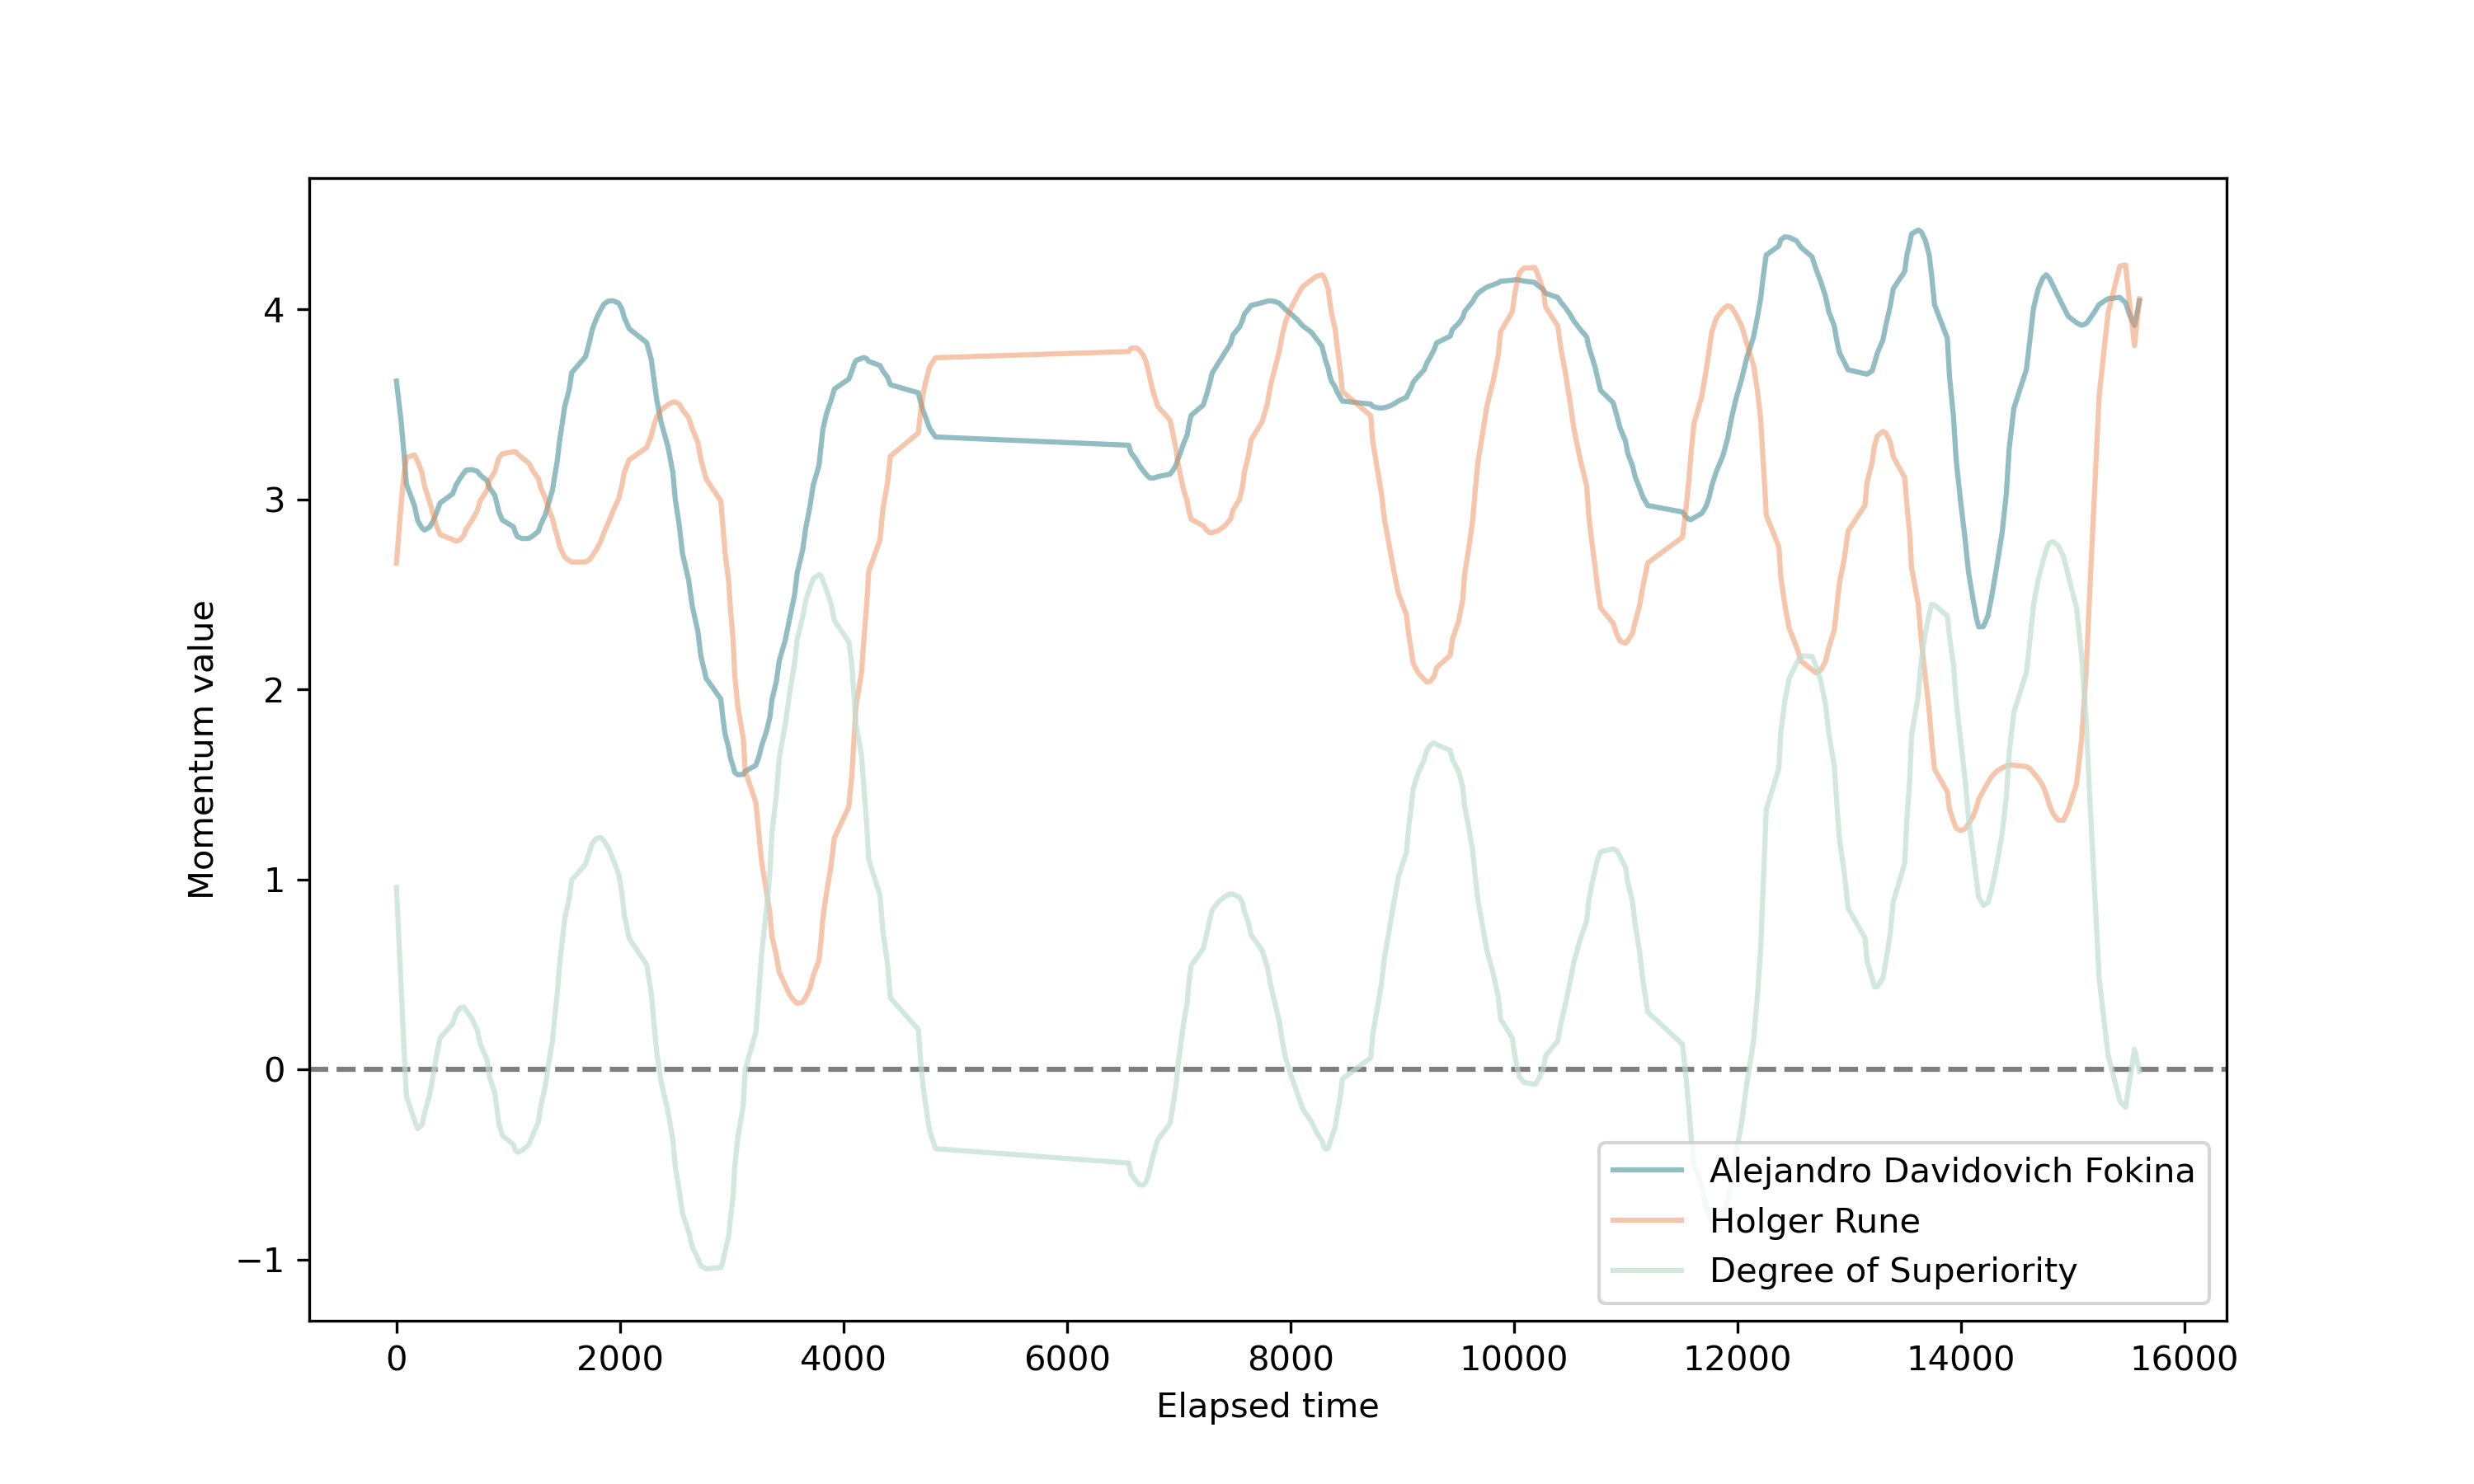 4
3
2
1
0
−1
Momentum value
0 2000 4000 6000 8000 10000 12000 14000 16000
Elapsed time
Alejandro Davidovich Fokina
Holger Rune
Degree of Superiority